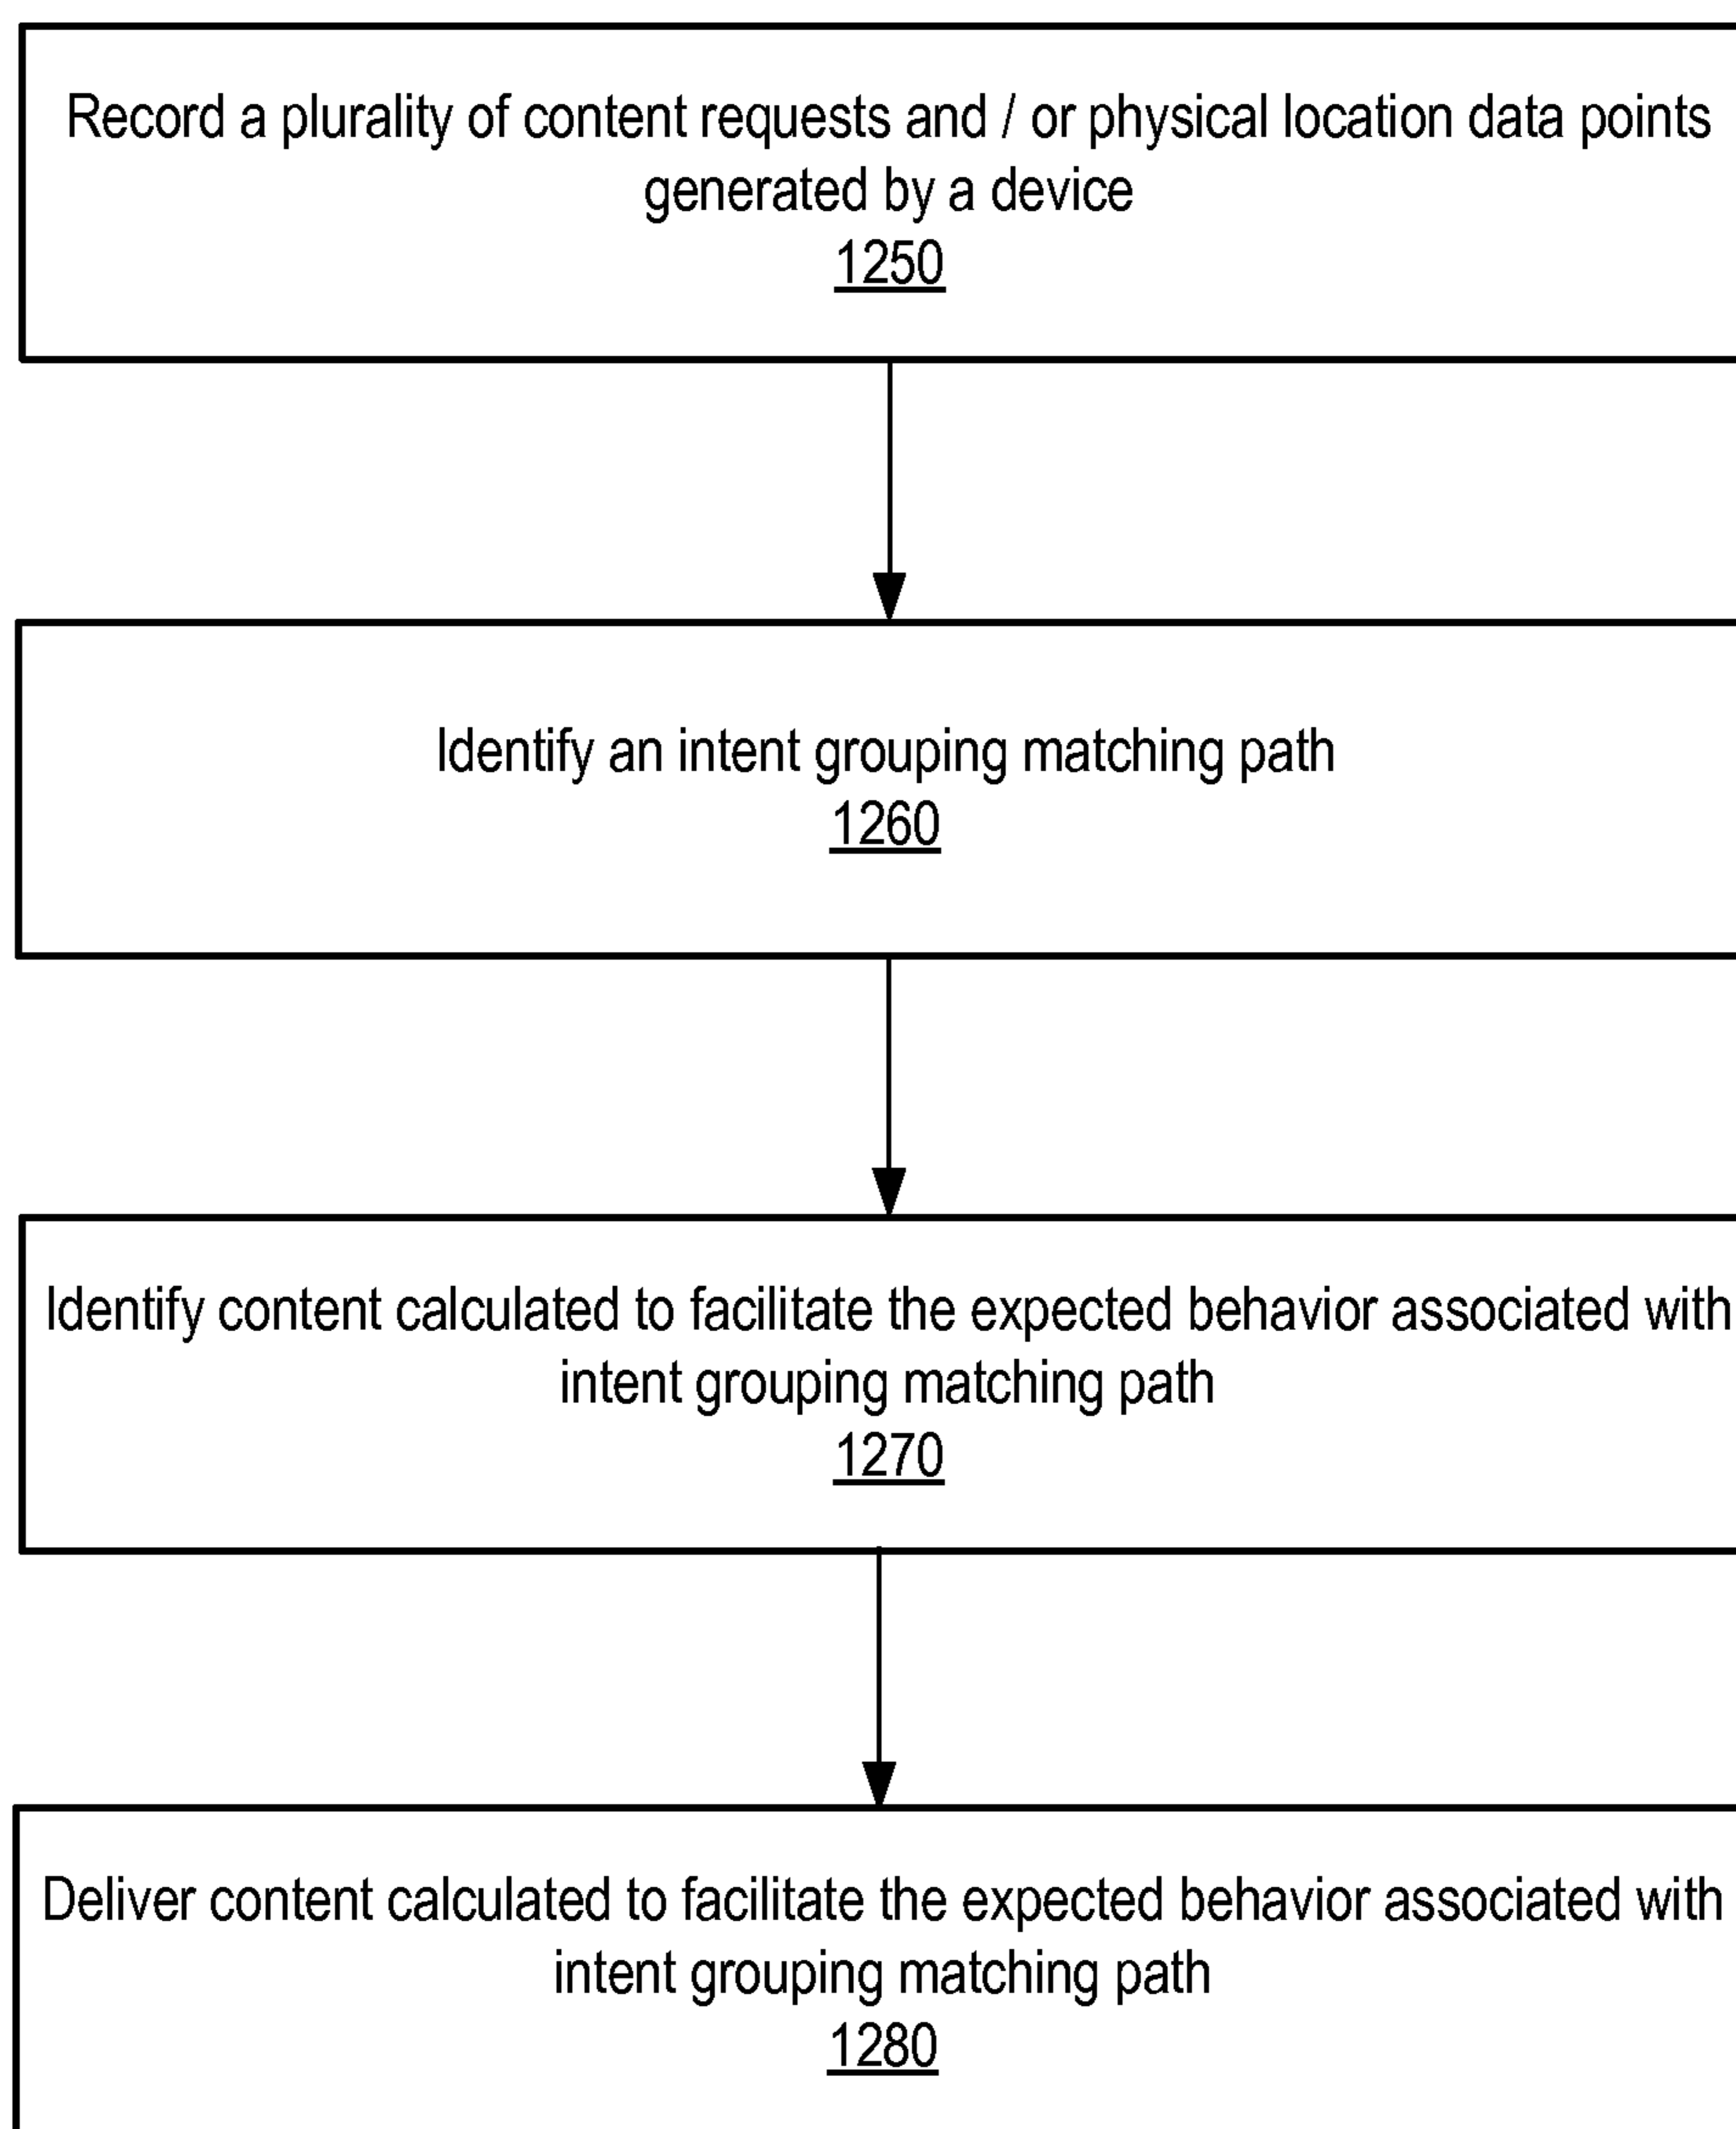 Record a plurality of content requests and / or physical location data points
generated by a device
1250
Identify an intent grouping matching path
1260
Identify content calculated to facilitate the expected behavior associated with
intent grouping matching path
1270
Deliver content calculated to facilitate the expected behavior associated with
intent grouping matching path
1280